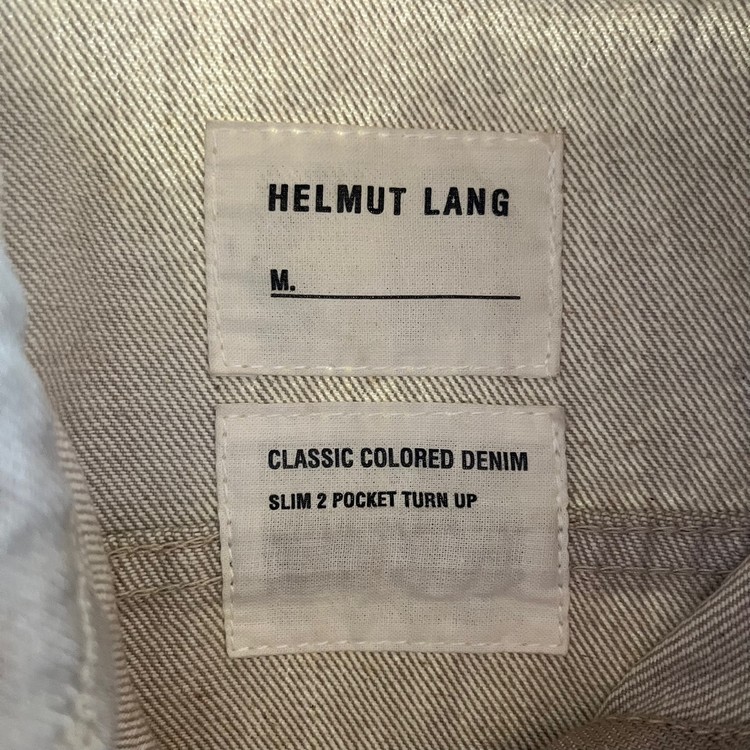 HELMUT LANG
M.
CLASSIC COLORED DENIM
SLIM 2 POCKET TURN UP